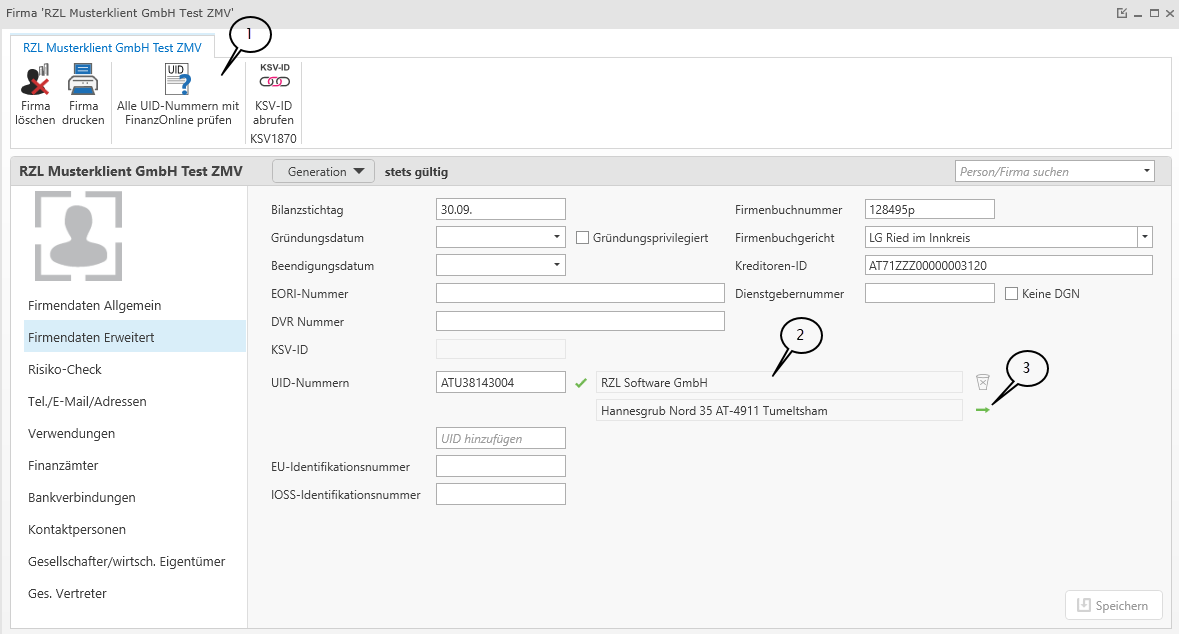 Firma 'RZL Musterklient GmbH Test ZMV'
1
RZL Musterklient GmbH Test ZMV
Firma löschen
Firma drucken
UID
Alle UID-Nummern mit FinanzOnline prüfen
KSV-ID
KSV-ID abrufen
KSV1870
RZL Musterklient GmbH Test ZMV
Generation
stets gültig
Person/Firma suchen
Firmendaten Allgemein
Firmendaten Erweitert
Risiko-Check
Tel./E-Mail/Adressen
Verwendungen
Finanzämter
Bankverbindungen
Kontaktpersonen
Gesellschafter/wirtsch. Eigentümer
Ges. Vertreter
Bilanzstichtag 30.09.
Firmenbuchnummer 128495p
Gründungsdatum Gründungsprivilegiert
Firmenbuchgericht LG Ried im Innkreis
Beendigungsdatum
Kreditoren-ID AT71ZZZ00000003120
EORI-Nummer
Dienstgebernummer Keine DGN
DVR Nummer
2
KSV-ID
3
UID-Nummern ATU38143004 RZL Software GmbH
Hannesgrub Nord 35 AT-4911 Tumeltsham
UID hinzufügen
EU-Identifikationsnummer
IOSS-Identifikationsnummer
Speichern